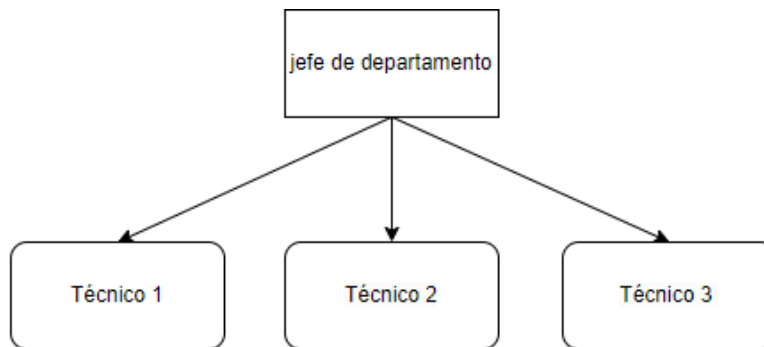 jefe de departamento
Técnico 1
Técnico 2
Técnico 3